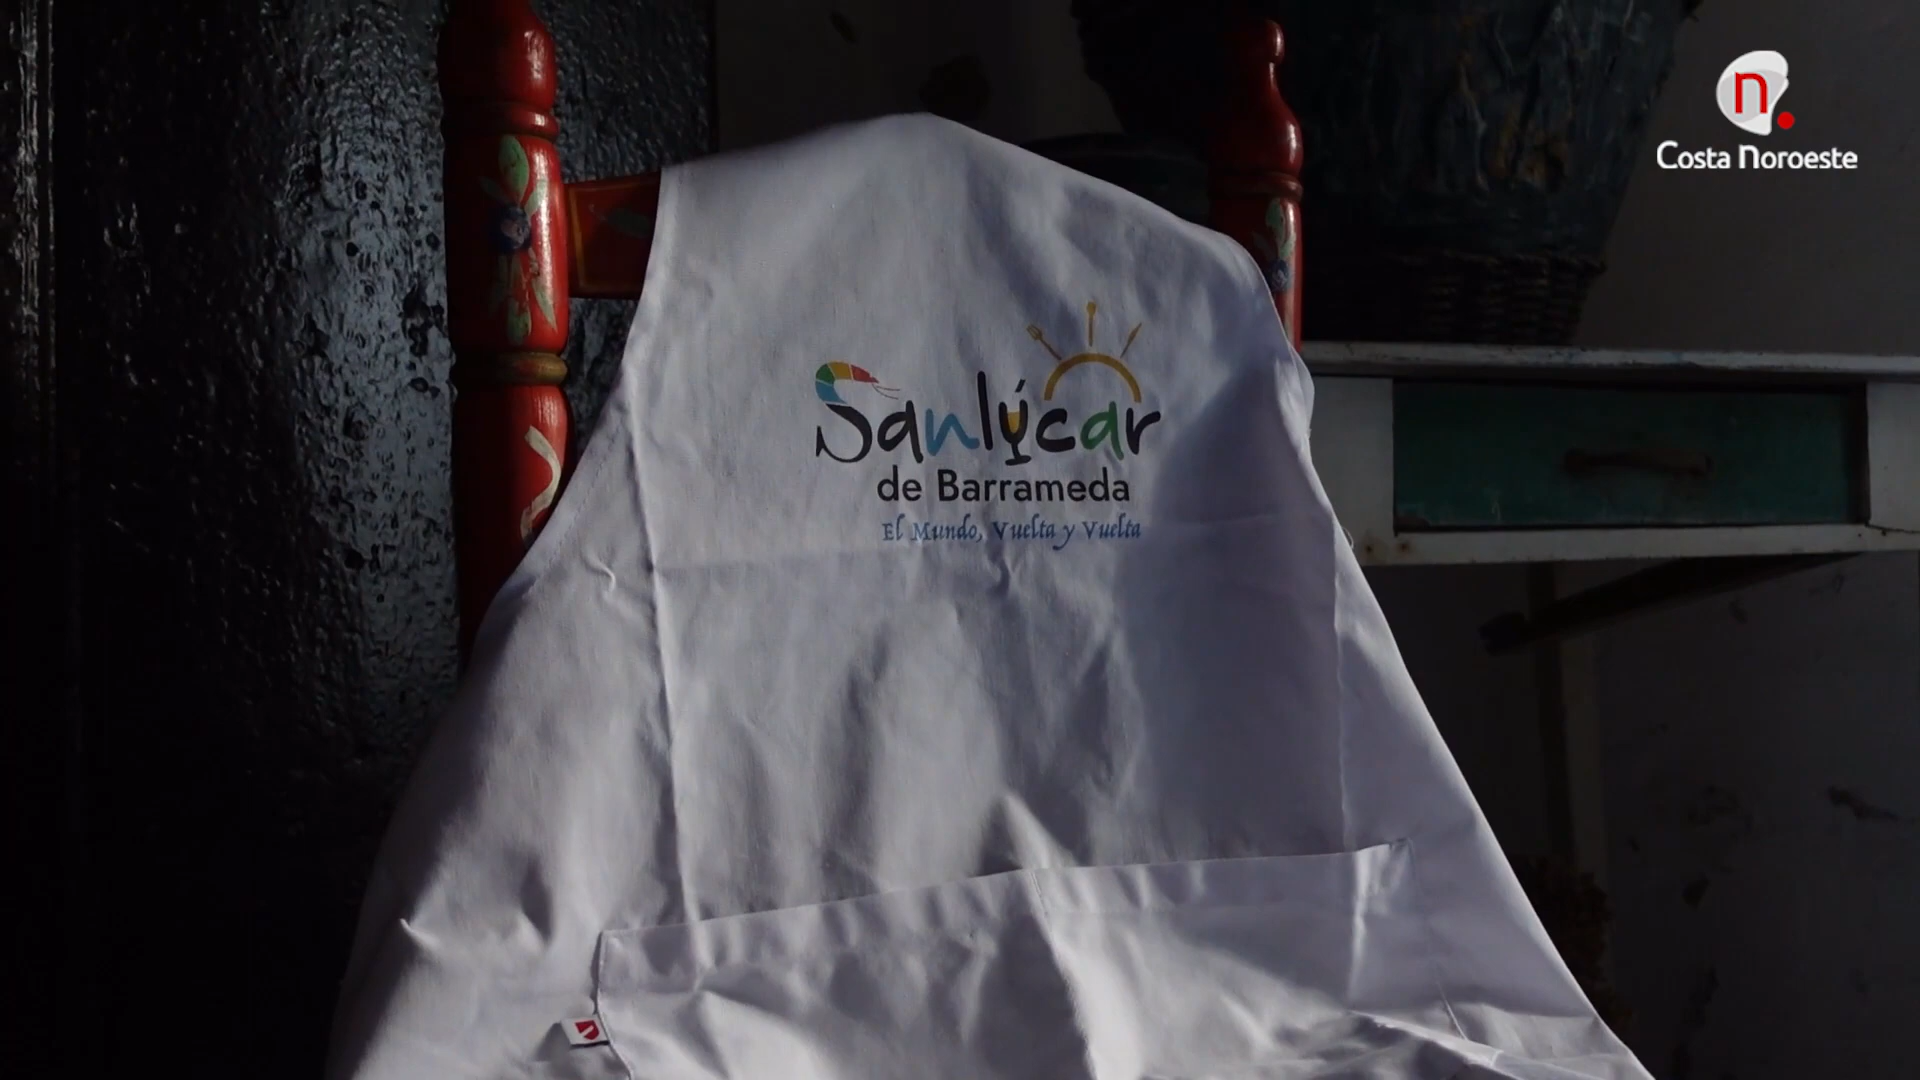 n.
Costa Noroeste
Sanlúcar
de Barrameda
El Mundo, Vuelta y Vuelta